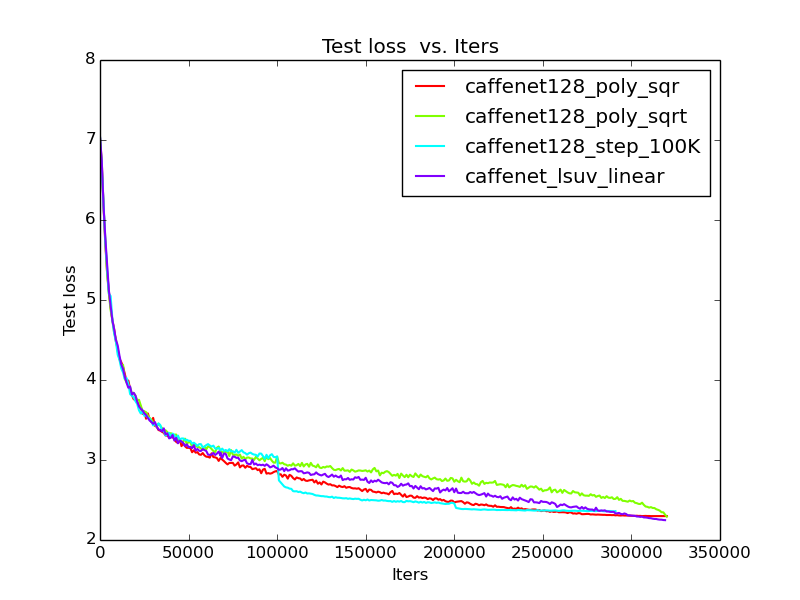 Test loss  vs. Iters
8
7
6
5
4
3
2
Test loss
caffenet128_poly_sqr
caffenet128_poly_sqrt
caffenet128_step_100K
caffenet_lsuv_linear
0 50000 100000 150000 200000 250000 300000 350000
Iters